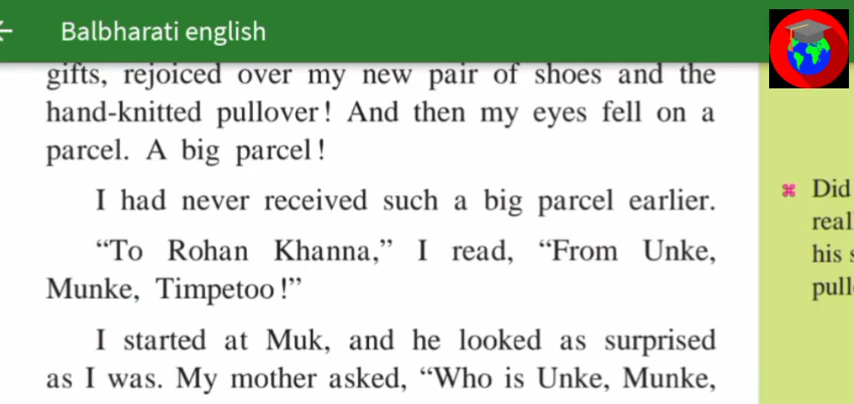 Balbharati english
gifts, rejoiced over my new pair of shoes and the
hand-knitted pullover! And then my eyes fell on a
parcel. A big parcel!
I had never received such a big parcel earlier.
“To Rohan Khanna,” I read, “From Unke,
Munke, Timpetoo!”
I started at Muk, and he looked as surprised
as I was. My mother asked, “Who is Unke, Munke,
⌘ Did
real
his s
pull